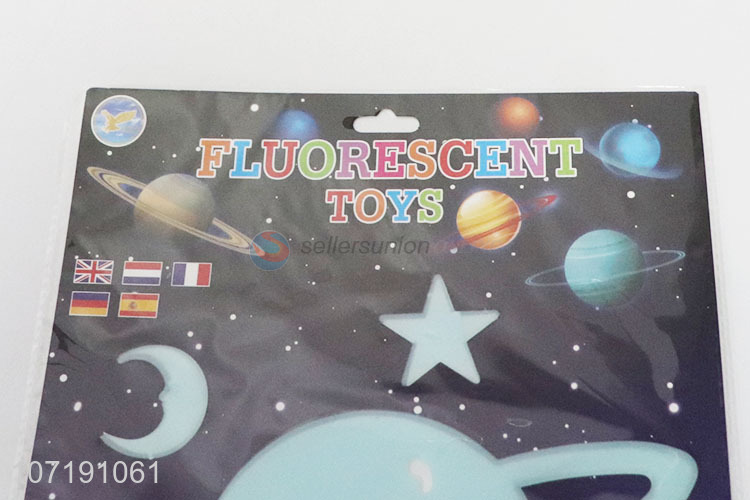 FLUORESCENT
TOYS
sellersunion
07191061